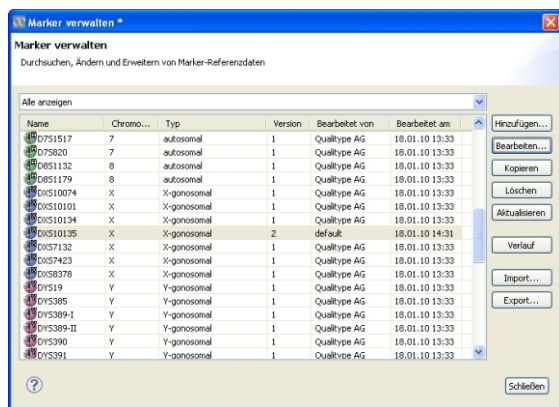 Marker verwalten *
Marker verwalten
Durchsuchen, Ändern und Erweitern von Marker-Referenzdaten
Alle anzeigen
Name Chromo... Typ Version Bearbeitet von Bearbeitet am
D7S1517 7 autosomal 1 Qualitype AG 18.01.10 13:33
D7S820 7 autosomal 1 Qualitype AG 18.01.10 13:33
D8S1132 8 autosomal 1 Qualitype AG 18.01.10 13:33
D8S1179 8 autosomal 1 Qualitype AG 18.01.10 13:33
DXS10074 X X-gonosomal 1 Qualitype AG 18.01.10 13:33
DXS10101 X X-gonosomal 1 Qualitype AG 18.01.10 13:33
DXS10134 X X-gonosomal 1 Qualitype AG 18.01.10 13:33
DXS10135 X X-gonosomal 2 default 18.01.10 14:31
DXS7132 X X-gonosomal 1 Qualitype AG 18.01.10 13:33
DXS7423 X X-gonosomal 1 Qualitype AG 18.01.10 13:33
DXS8378 X X-gonosomal 1 Qualitype AG 18.01.10 13:33
DYS19 Y Y-gonosomal 1 Qualitype AG 18.01.10 13:33
DYS385 Y Y-gonosomal 1 Qualitype AG 18.01.10 13:33
DYS389-I Y Y-gonosomal 1 Qualitype AG 18.01.10 13:33
DYS389-II Y Y-gonosomal 1 Qualitype AG 18.01.10 13:33
DYS390 Y Y-gonosomal 1 Qualitype AG 18.01.10 13:33
DYS391 Y Y-gonosomal 1 Qualitype AG 18.01.10 13:33
Hinzufügen...
Bearbeiten...
Kopieren
Löschen
Aktualisieren
Verlauf
Import...
Export...
?
Schließen